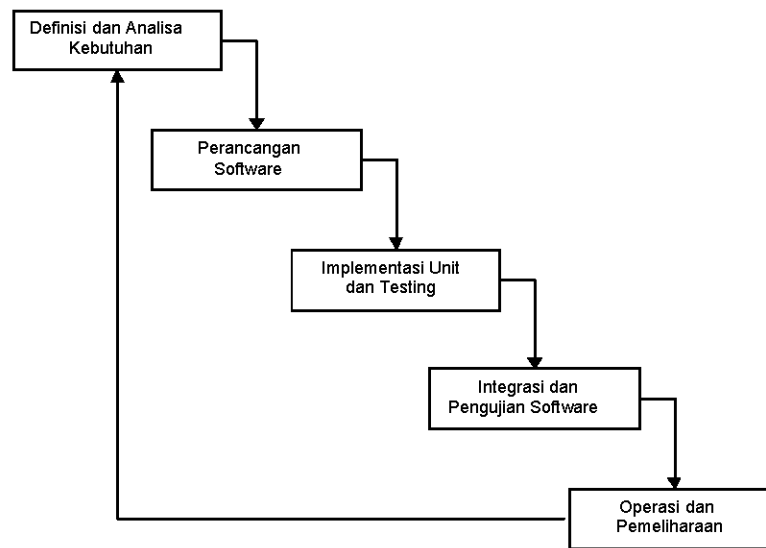 Definisi dan Analisa
Kebutuhan
Perancangan
Software
Implementasi Unit
dan Testing
Integrasi dan
Pengujian Software
Operasi dan
Pemeliharaan